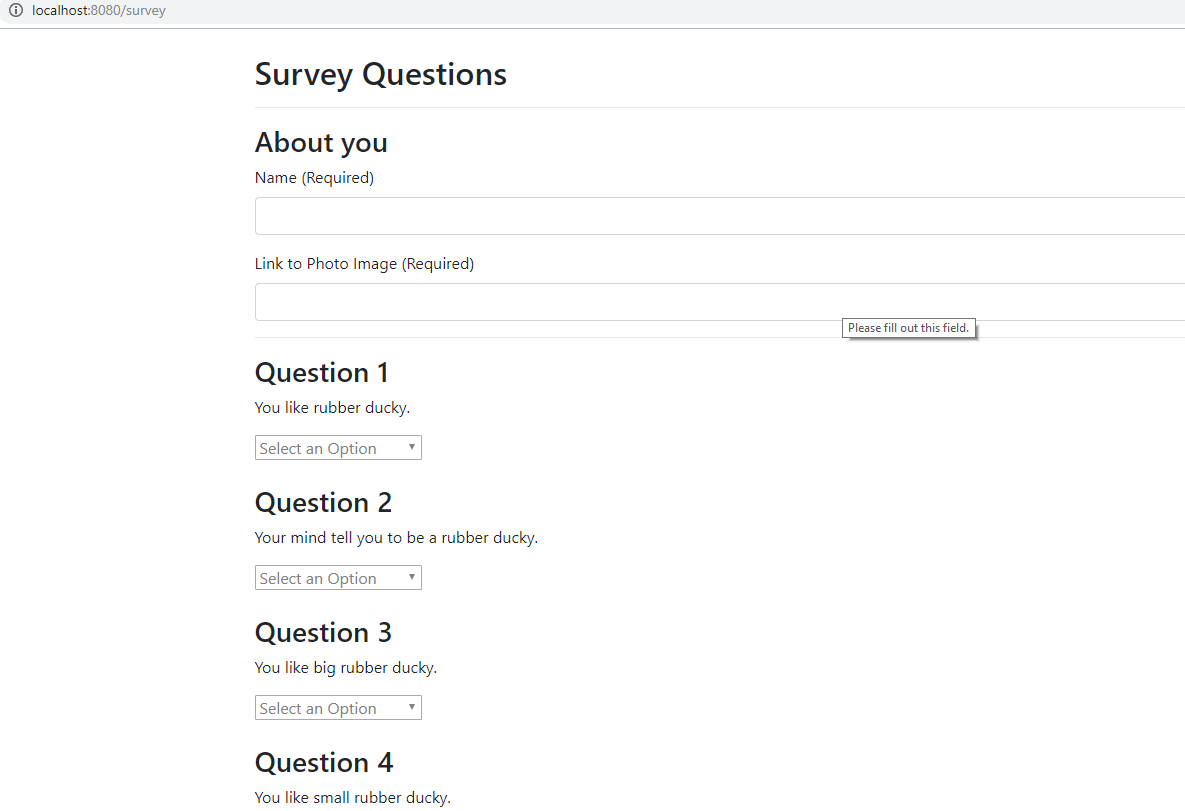 localhost:8080/survey
Survey Questions
About you
Name (Required)
Link to Photo Image (Required)
Please fill out this field.
Question 1
You like rubber ducky.
Select an Option
Question 2
Your mind tell you to be a rubber ducky.
Select an Option
Question 3
You like big rubber ducky.
Select an Option
Question 4
You like small rubber ducky.